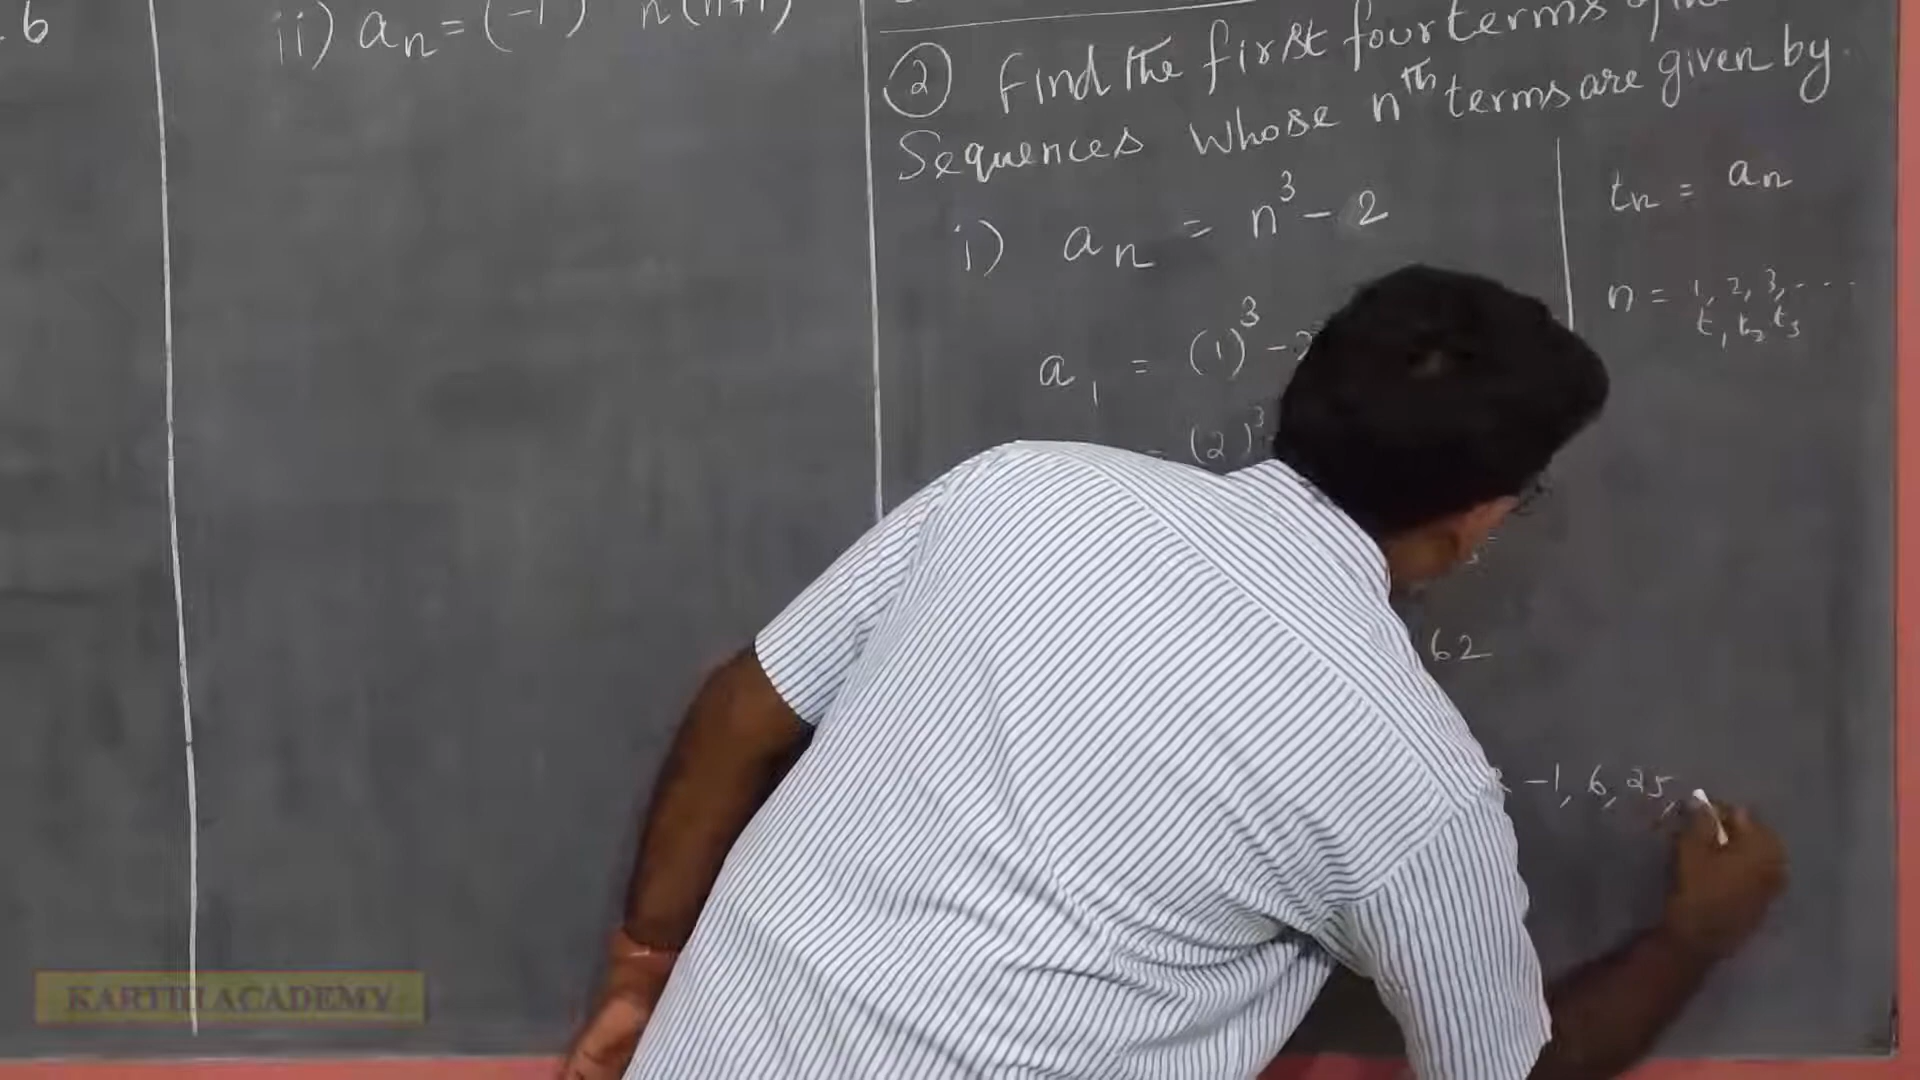 . 6
ii) aₙ = (-1) n(n+1)
② Find the first four terms of the
Sequences whose nᵗʰ terms are given by
i) aₙ = n³ - 2
a₁ = (1)³ - 2
= (2)³
62
-1, 6, 25,
tₙ = aₙ
n = 1, 2, 3, ....
t₁ t₂ t₃
KARTHI ACADEMY